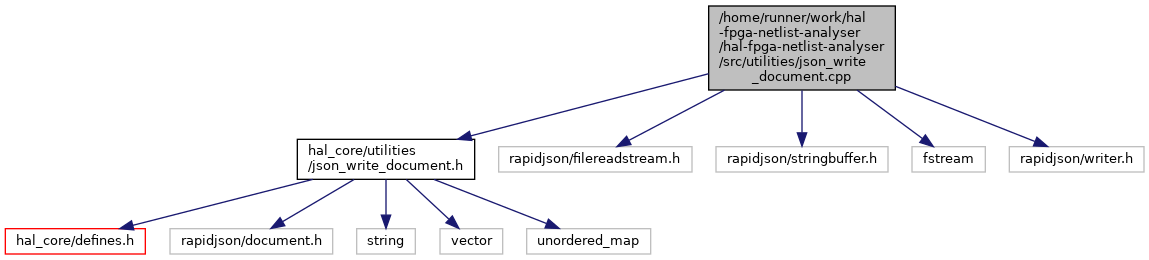 /home/runner/work/hal
-fpga-netlist-analyser
/hal-fpga-netlist-analyser
/src/utilities/json_write
_document.cpp
hal_core/utilities
/json_write_document.h
rapidjson/filereadstream.h
rapidjson/stringbuffer.h
fstream
rapidjson/writer.h
hal_core/defines.h
rapidjson/document.h
string
vector
unordered_map